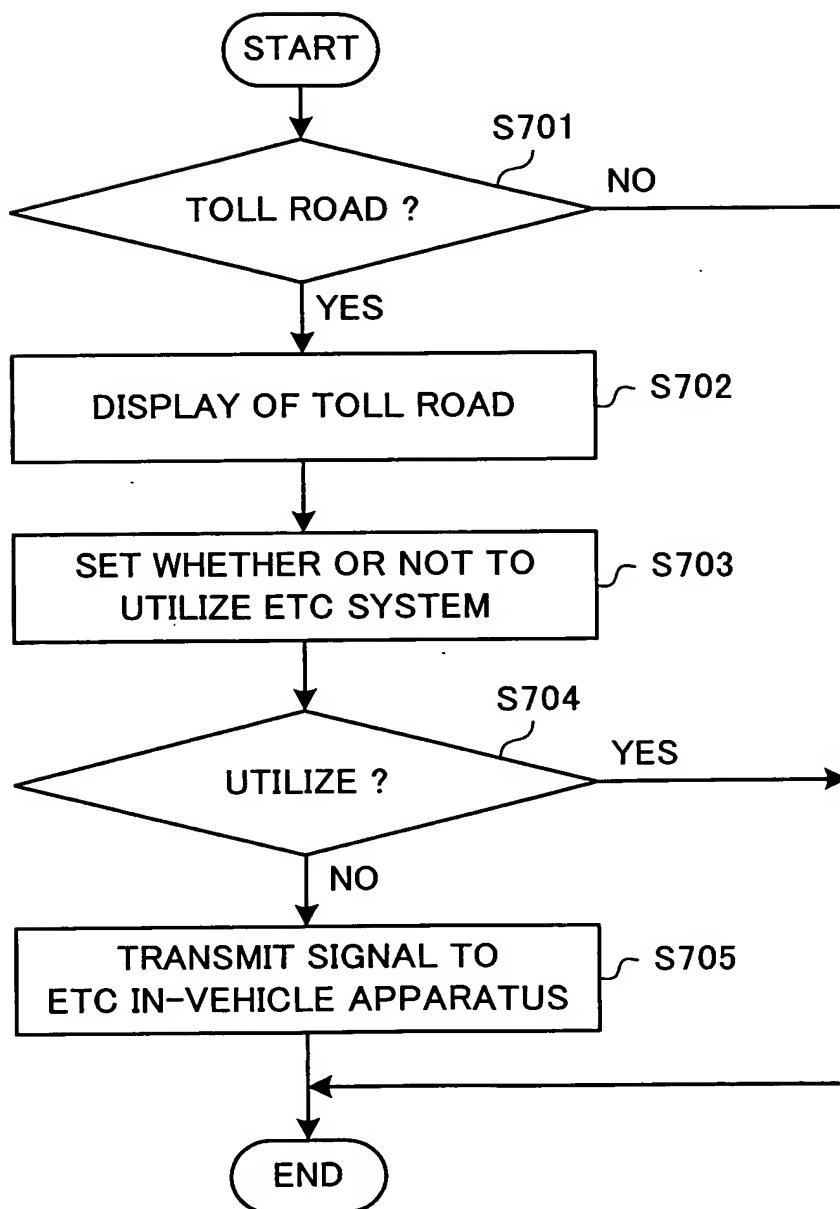 START
S701
TOLL ROAD ?
NO
YES
DISPLAY OF TOLL ROAD
S702
SET WHETHER OR NOT TO
UTILIZE ETC SYSTEM
S703
S704
UTILIZE ?
YES
NO
TRANSMIT SIGNAL TO
ETC IN-VEHICLE APPARATUS
S705
END